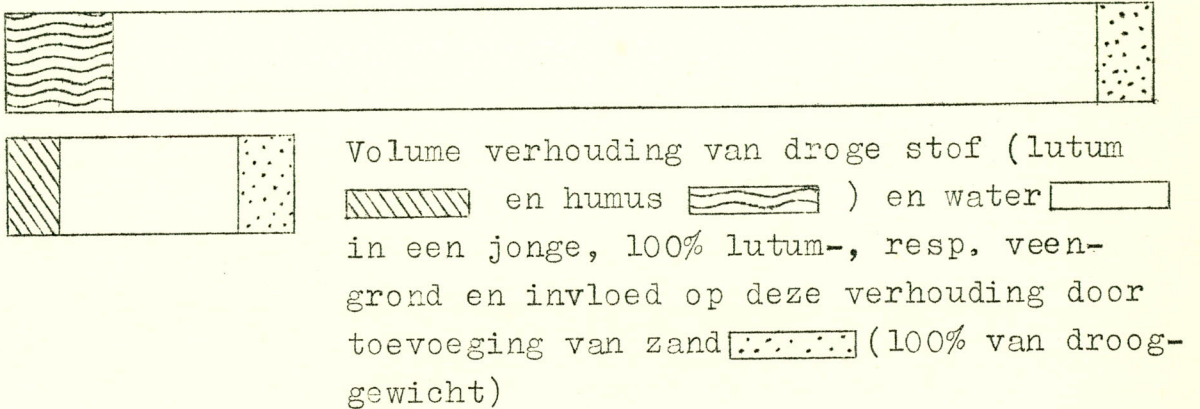 Volume verhouding van droge stof (lutum
en humus ) en water
in een jonge, 100% lutum-, resp. veen-
grond en invloed op deze verhouding door
toevoeging van zand (100% van droog-
gewicht)